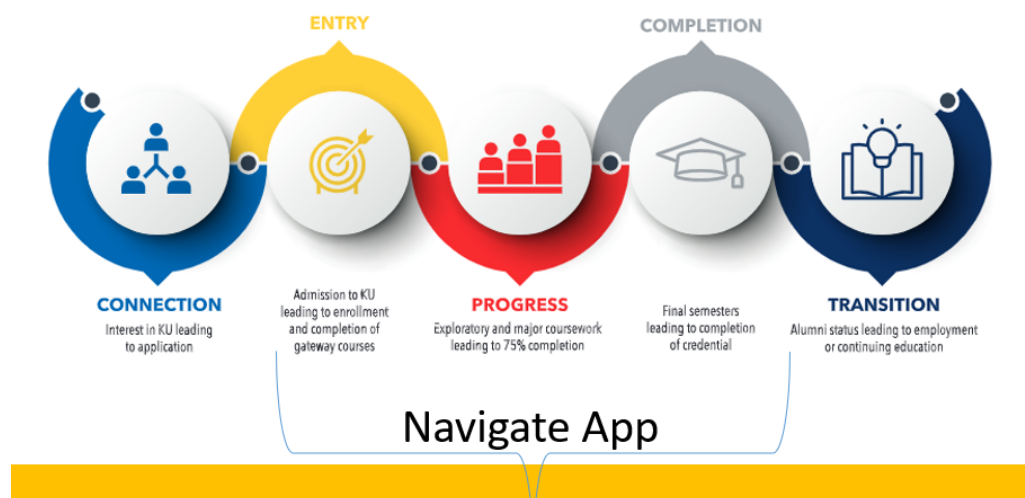 ENTRY
COMPLETION
CONNECTION
Interest in KU leading
to application
Admission to KU
leading to enrollment
and completion of
gateway courses
PROGRESS
Exploratory and major coursework
leading to 75% completion
Final semesters
leading to completion
of credential
TRANSITION
Alumni status leading to employment
or continuing education
Navigate App